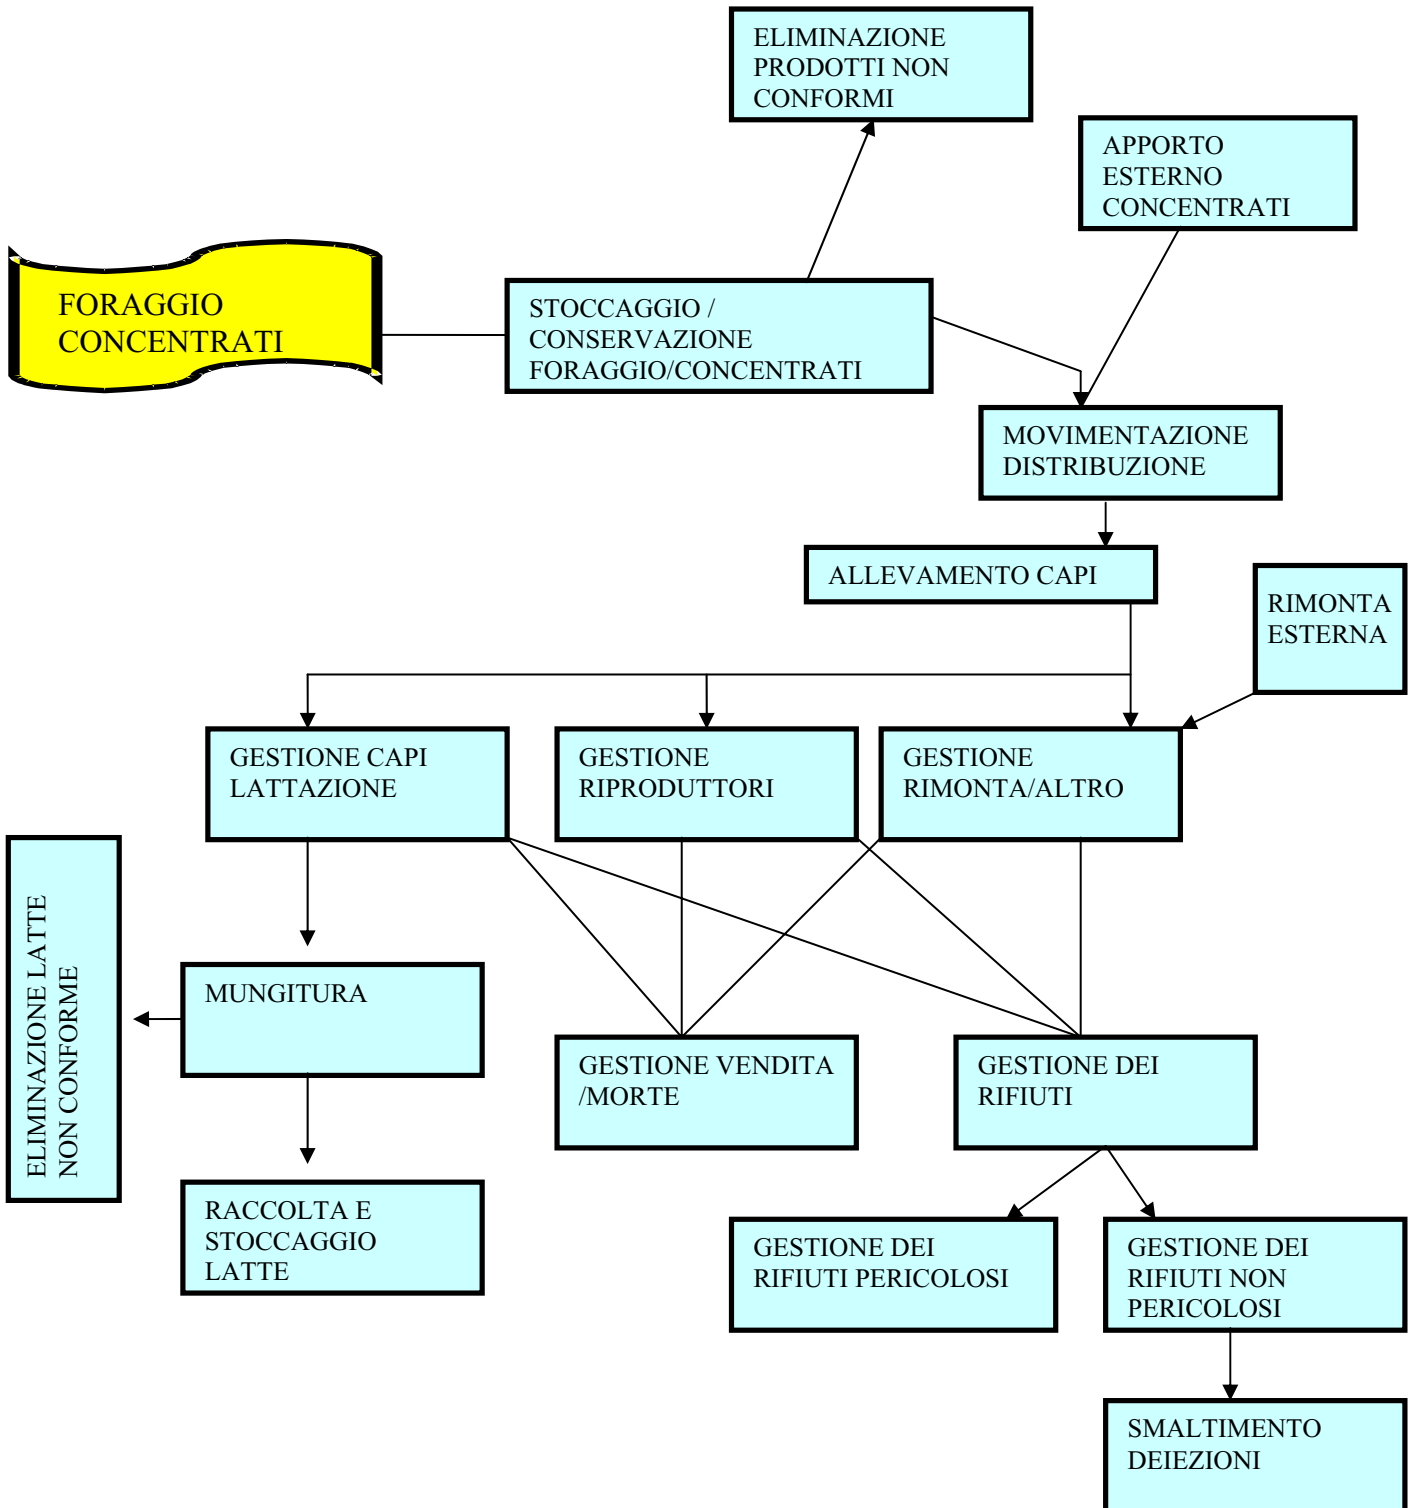 ELIMINAZIONE
PRODOTTI NON
CONFORMI
APPORTO
ESTERNO
CONCENTRATI
FORAGGIO
CONCENTRATI
STOCCAGGIO /
CONSERVAZIONE
FORAGGIO/CONCENTRATI
MOVIMENTAZIONE
DISTRIBUZIONE
ALLEVAMENTO CAPI
RIMONTA
ESTERNA
GESTIONE CAPI
LATTAZIONE
GESTIONE
RIPRODUTTORI
GESTIONE
RIMONTA/ALTRO
ELIMINAZIONE LATTE
NON CONFORME
MUNGITURA
GESTIONE VENDITA
/MORTE
GESTIONE DEI
RIFIUTI
RACCOLTA E
STOCCAGGIO
LATTE
GESTIONE DEI
RIFIUTI PERICOLOSI
GESTIONE DEI
RIFIUTI NON
PERICOLOSI
SMALTIMENTO
DEIEZIONI